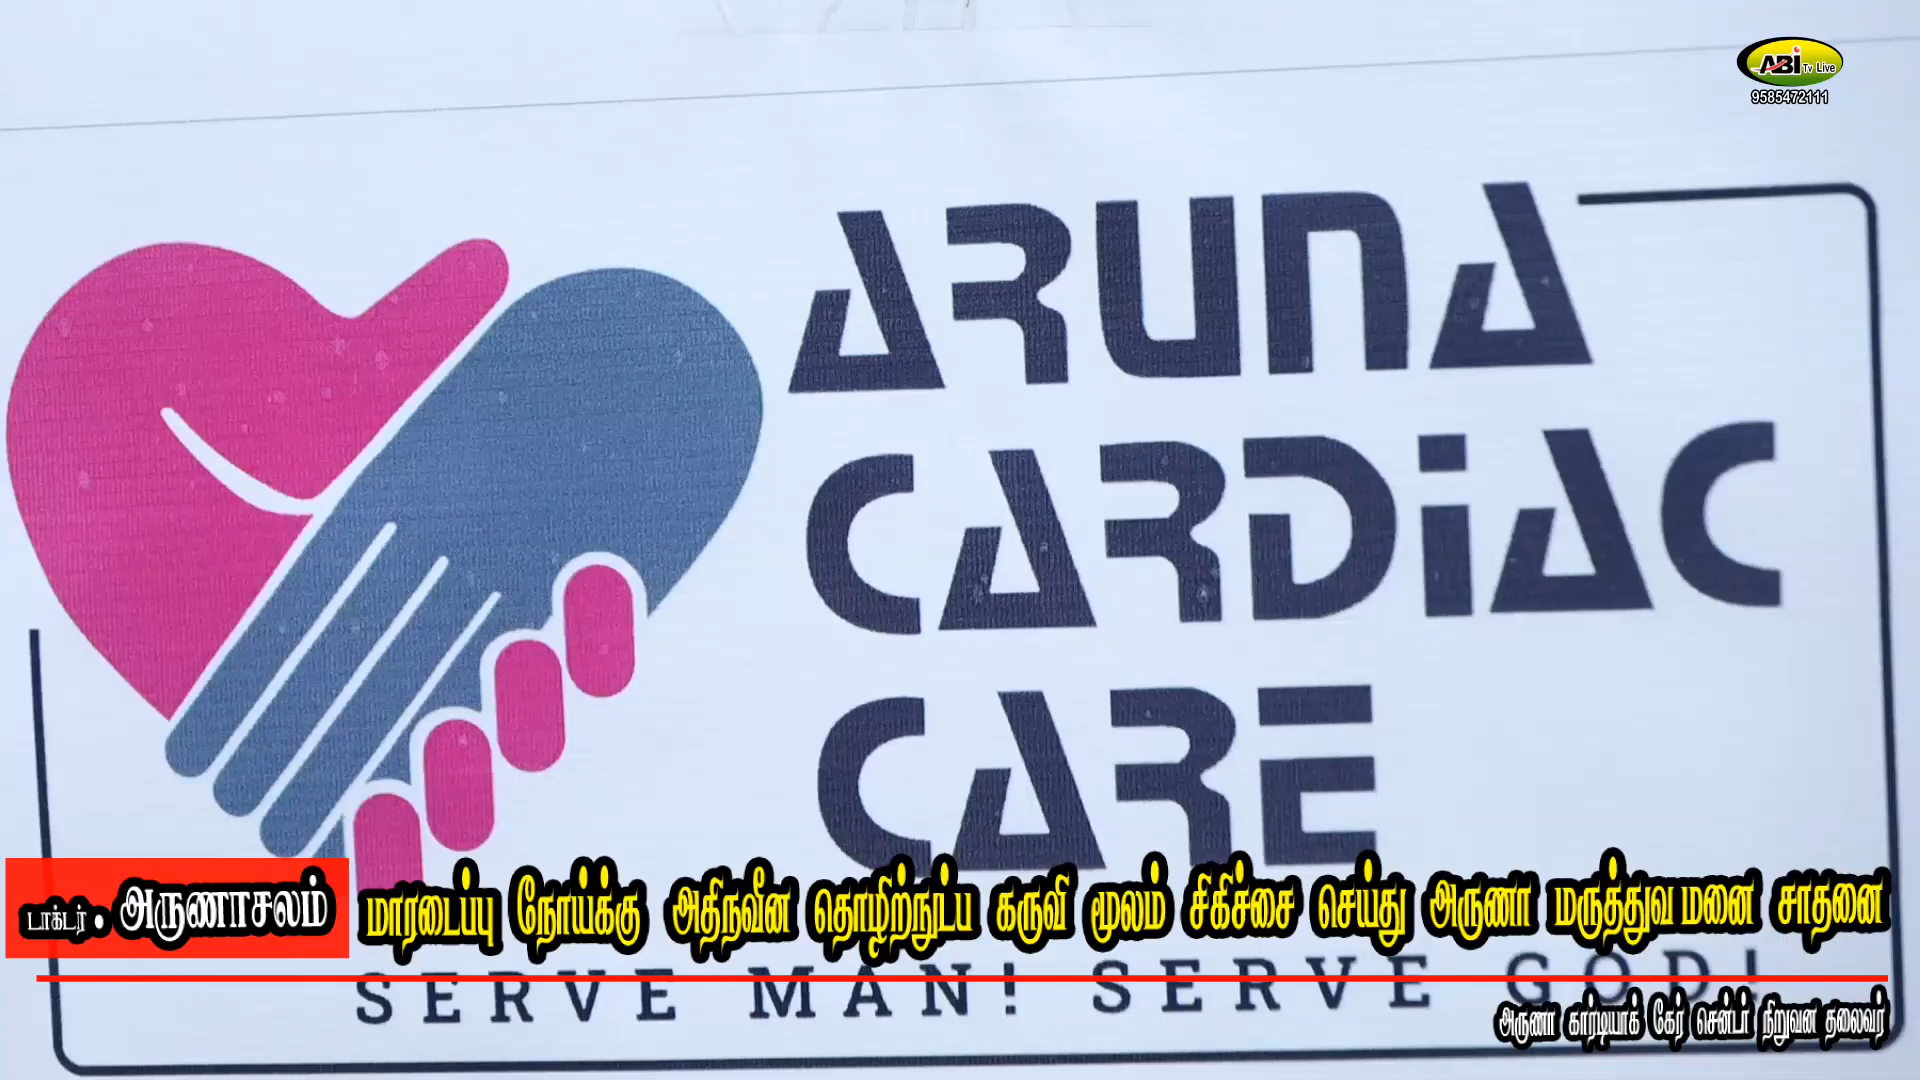 ABi Tv Live
9585472111
ARUNA
CARDiAC
CARE
டாக்டர். அருணாசலம்
மாரடைப்பு நோய்க்கு அதிநவீன தொழிற்நுட்ப கருவி மூலம் சிகிச்சை செய்து அருணா மருத்துவமனை சாதனை
SERVE MAN! SERVE GOD!
அருணா கார்டியாக் கேர் சென்டர் நிறுவன தலைவர்